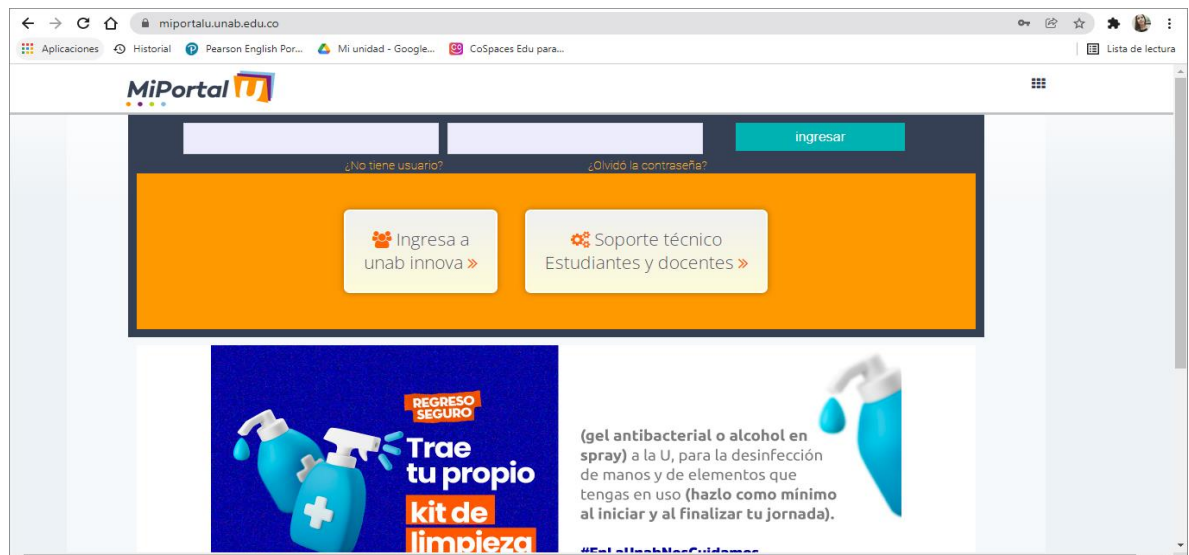 miportalu.unab.edu.co
Aplicaciones Historial Pearson English Por... Mi unidad - Google... CoSpaces Edu para... Lista de lectura
MiPortal U
ingresar
¿No tiene usuario? ¿Olvidó la contraseña?
Ingresa a
unab innova »
Soporte técnico
Estudiantes y docentes »
REGRESO
SEGURO
Trae
tu propio
kit de
limpieza
(gel antibacterial o alcohol en
spray) a la U, para la desinfección
de manos y de elementos que
tengas en uso (hazlo como mínimo
al iniciar y al finalizar tu jornada).
#EnLaUnabNosCuidamos